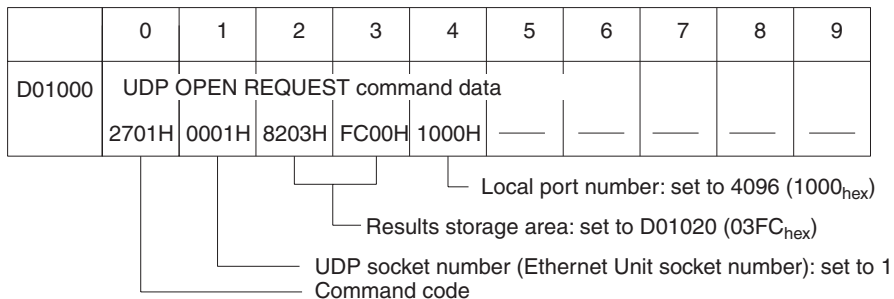 0 1 2 3 4 5 6 7 8 9
D01000 UDP OPEN REQUEST command data
2701H 0001H 8203H FC00H 1000H — — — — —
Local port number: set to 4096 (1000hex)
Results storage area: set to D01020 (03FChex)
UDP socket number (Ethernet Unit socket number): set to 1
Command code